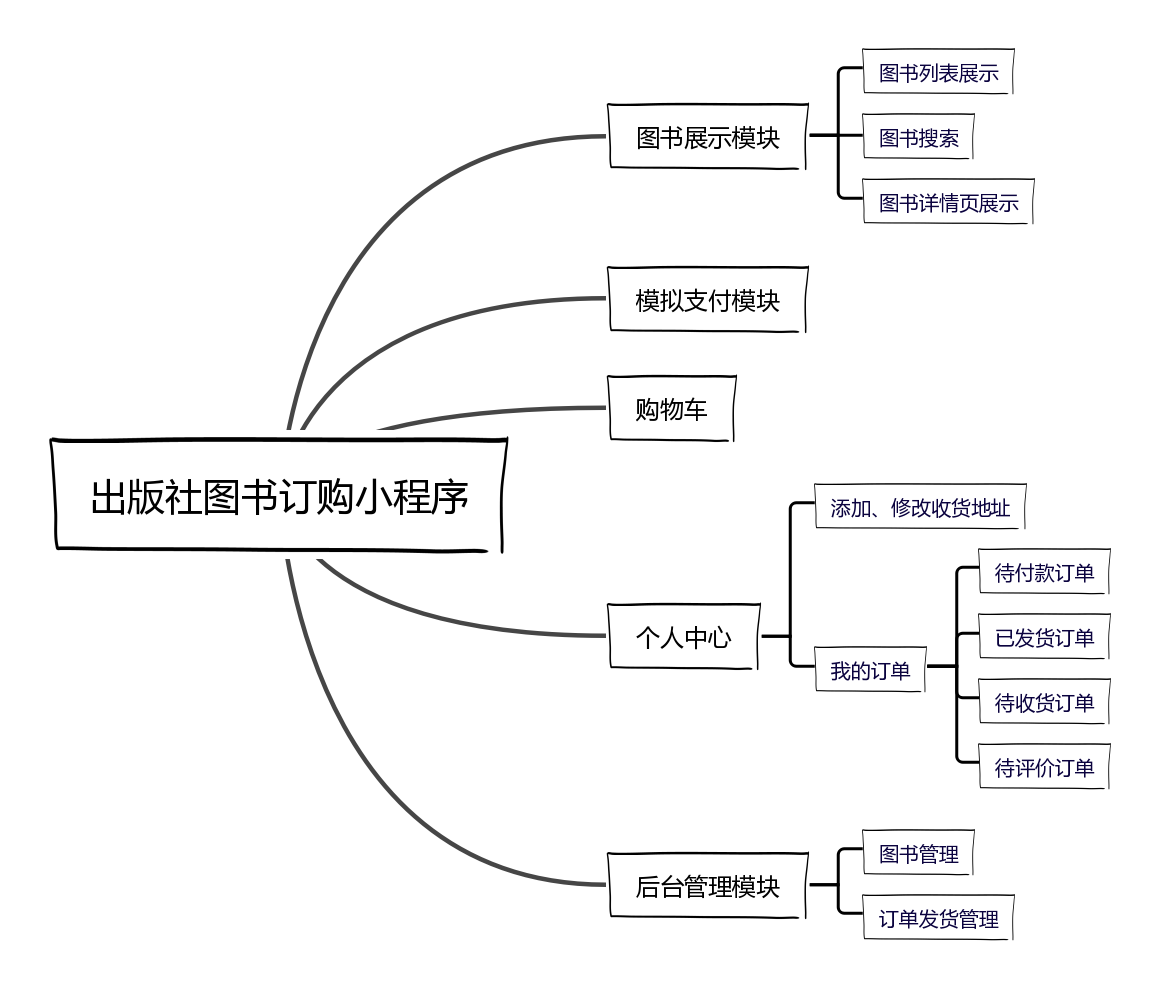 出版社图书订购小程序
图书展示模块
图书列表展示
图书搜索
图书详情页展示
模拟支付模块
购物车
个人中心
添加、修改收货地址
我的订单
待付款订单
已发货订单
待收货订单
待评价订单
后台管理模块
图书管理
订单发货管理